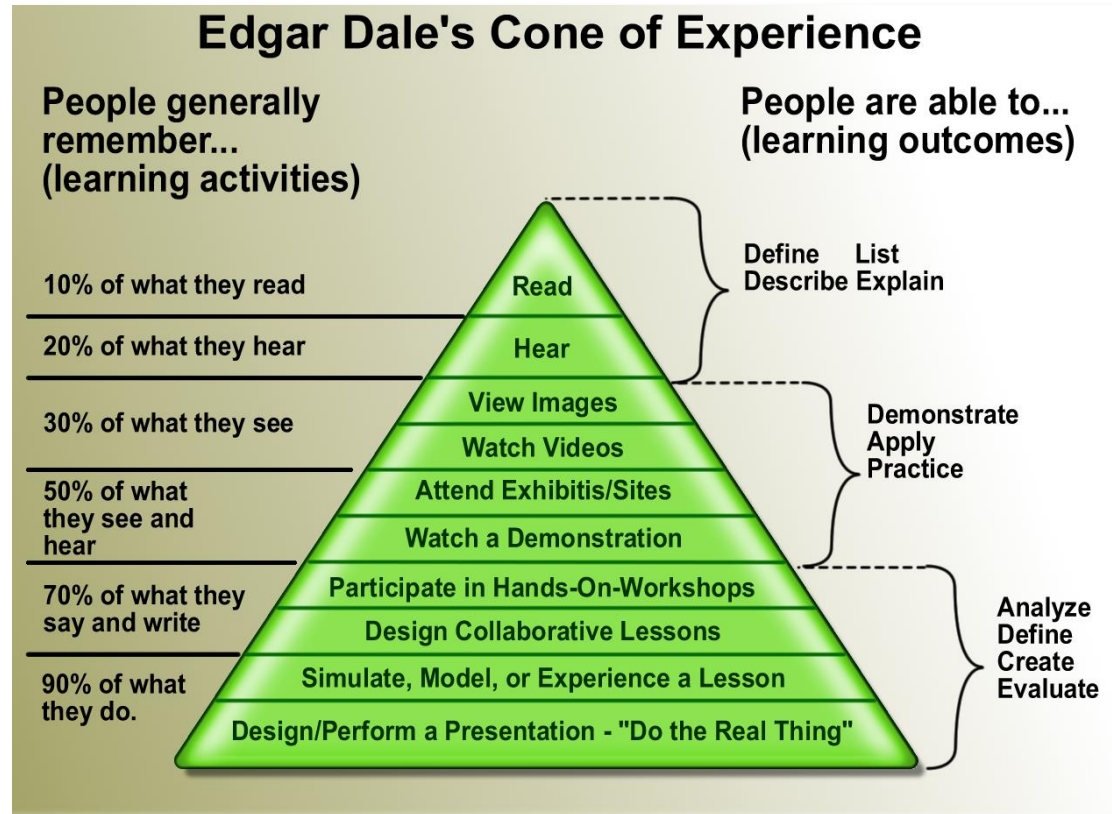 Edgar Dale's Cone of Experience
People generally
remember...
(learning activities)
People are able to...
(learning outcomes)
10% of what they read
20% of what they hear
30% of what they see
50% of what
they see and
hear
70% of what they
say and write
90% of what
they do.
Read
Hear
View Images
Watch Videos
Attend Exhibitis/Sites
Watch a Demonstration
Participate in Hands-On-Workshops
Design Collaborative Lessons
Simulate, Model, or Experience a Lesson
Design/Perform a Presentation - "Do the Real Thing"
Define List
Describe Explain
Demonstrate
Apply
Practice
Analyze
Define
Create
Evaluate